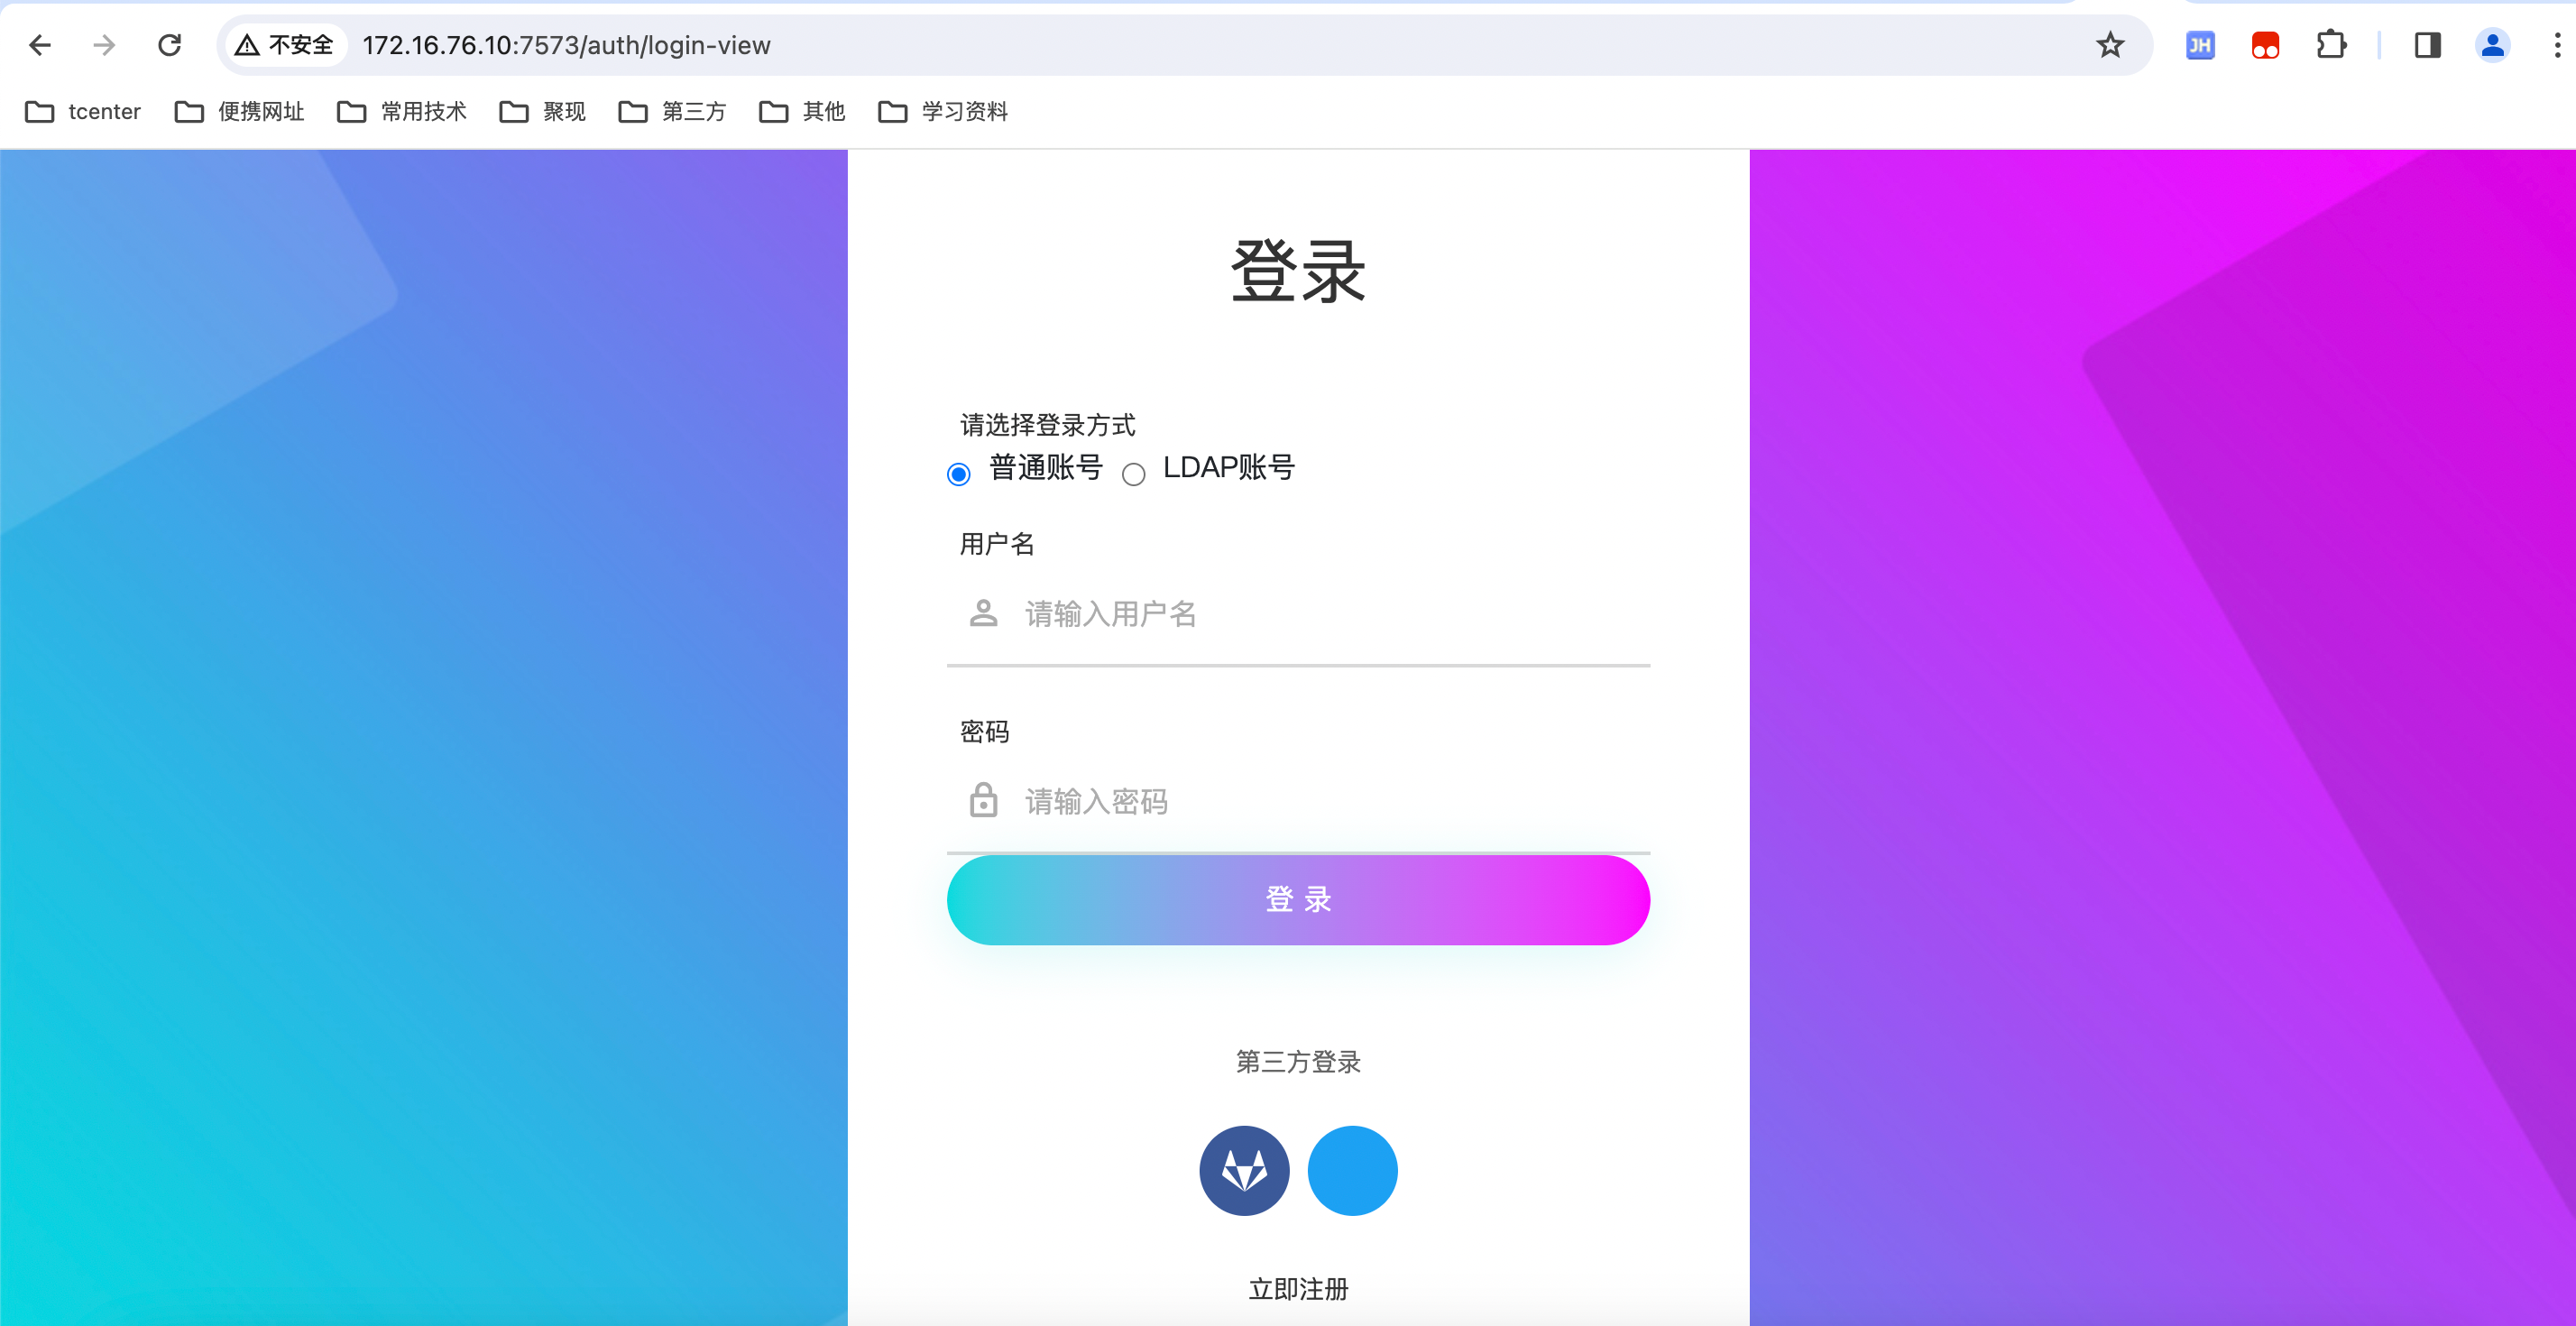 不安全 172.16.76.10:7573/auth/login-view JH
tcenter 便携网址 常用技术 聚现 第三方 其他 学习资料
登录
请选择登录方式
普通账号 LDAP账号
用户名
请输入用户名
密码
请输入密码
登 录
第三方登录
立即注册